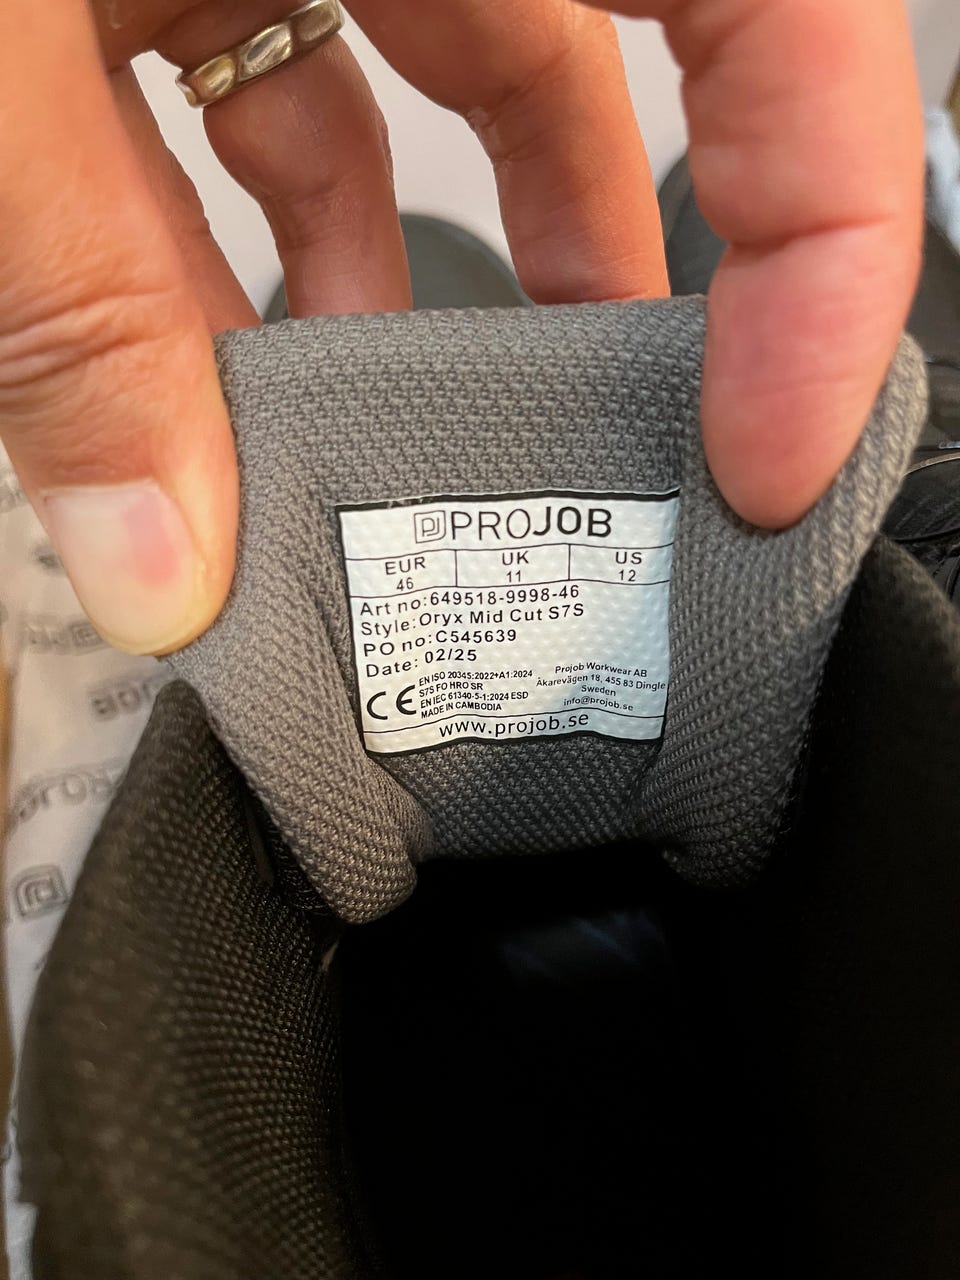 PROJOB
EUR UK US
46 11 12
Art no:649518-9998-46
Style:Oryx Mid Cut S7S
PO no:C545639
Date: 02/25
CE
EN ISO 20345:2022+A1:2024
S7S FO HRO SR
EN IEC 61340-5-1:2024 ESD
MADE IN CAMBODIA
Projob Workwear AB
Åkarevägen 18, 455 83 Dingle
Sweden
info@projob.se
www.projob.se